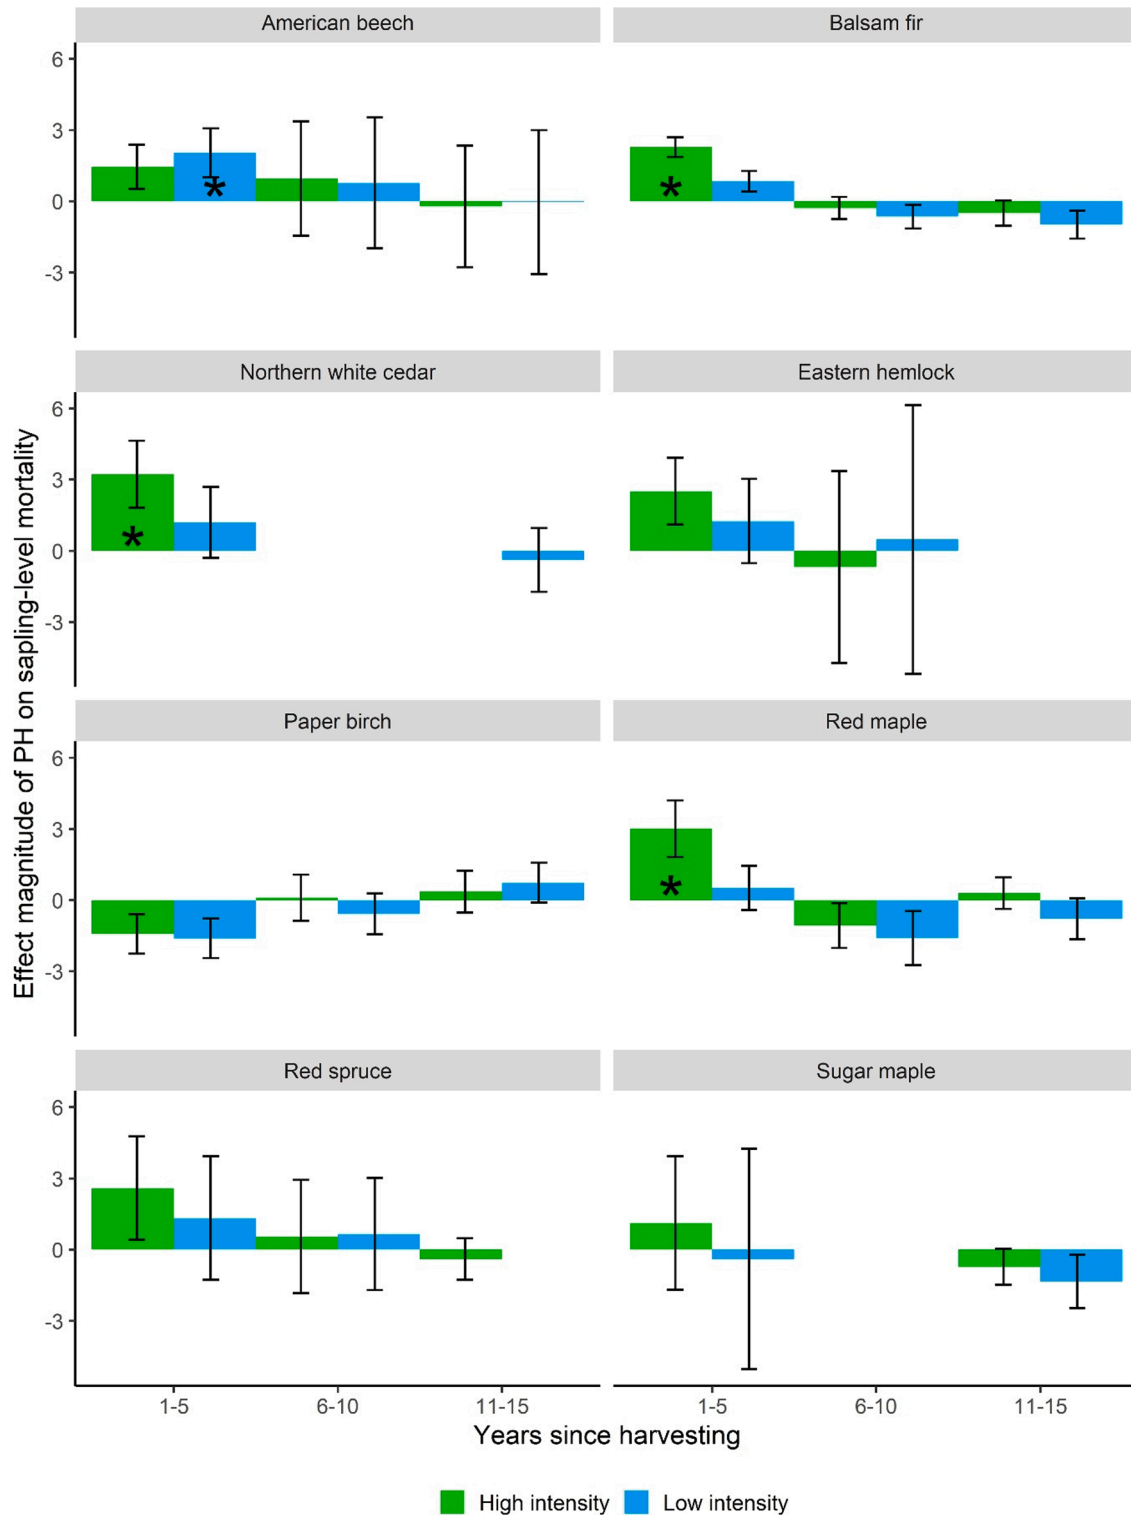 American beech
Balsam fir
6
3
0
-3
Northern white cedar
Eastern hemlock
6
3
0
-3
Effect magnitude of PH on sapling-level mortality
Paper birch
Red maple
6
3
0
-3
Red spruce
Sugar maple
6
3
0
-3
1-5
6-10
11-15
1-5
6-10
11-15
Years since harvesting
High intensity
Low intensity